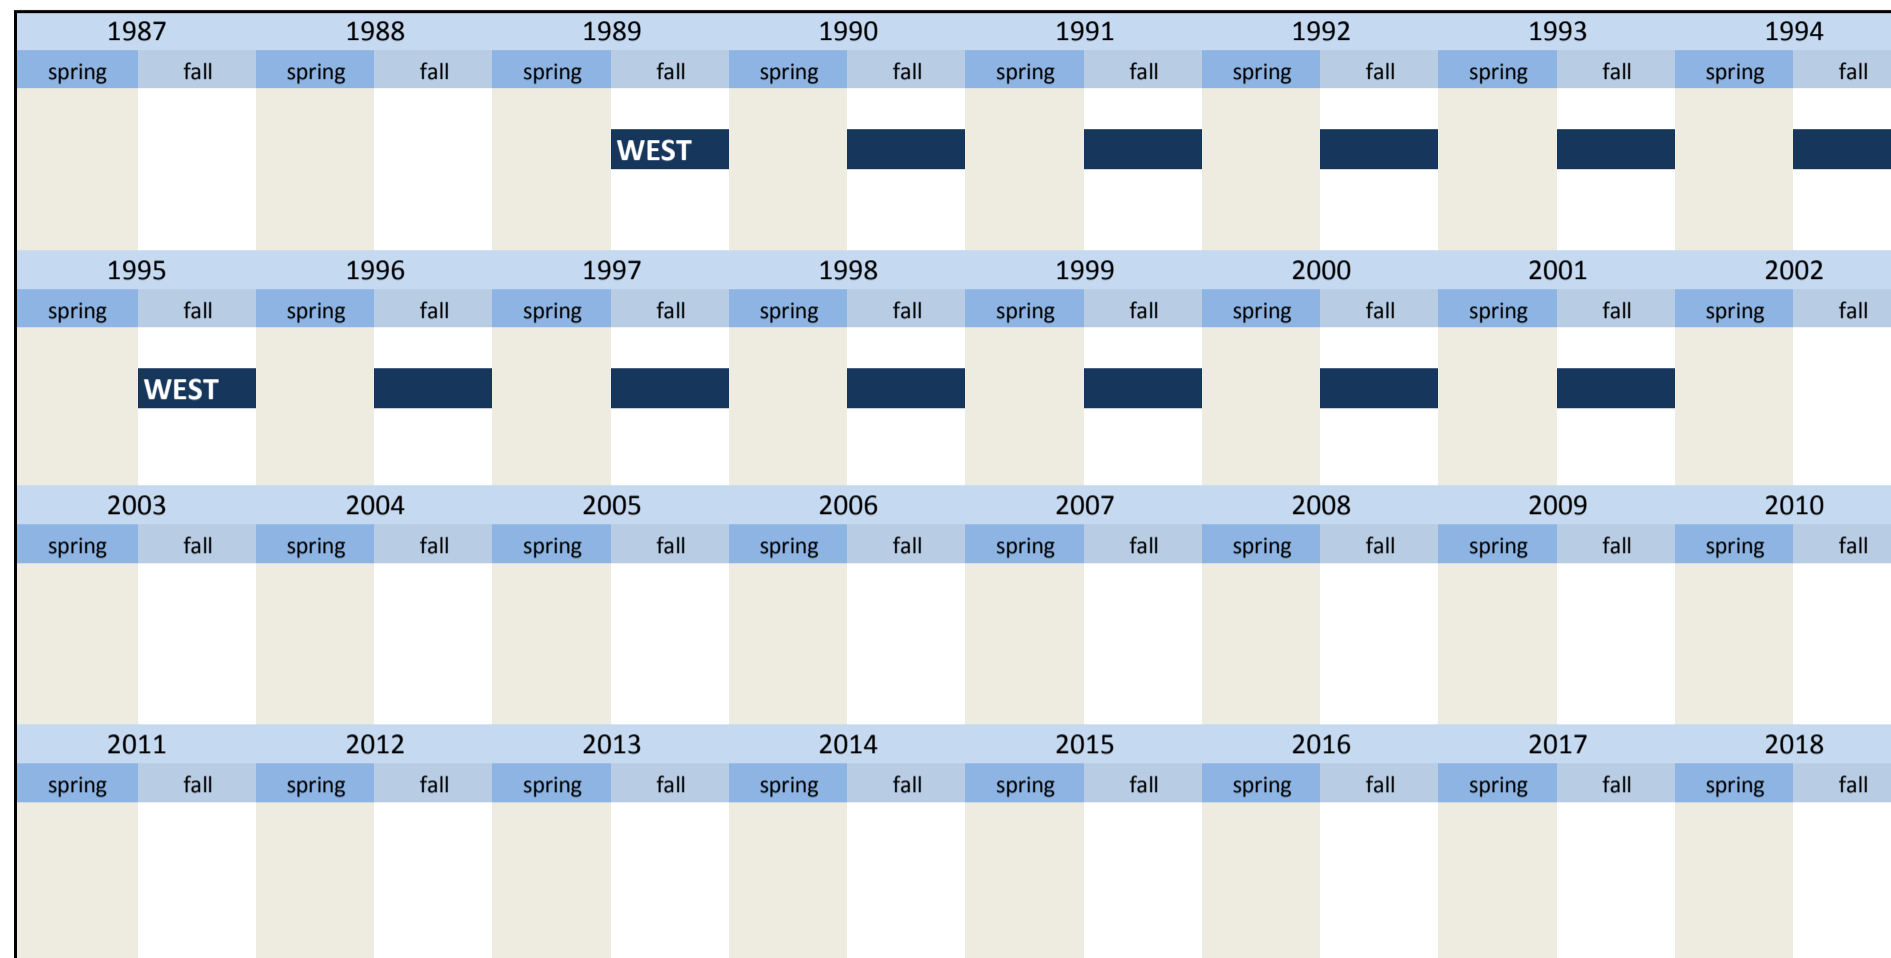 1987 1988 1989 1990 1991 1992 1993 1994
spring fall spring fall spring fall spring fall spring fall spring fall spring fall spring fall
WEST
1995 1996 1997 1998 1999 2000 2001 2002
spring fall spring fall spring fall spring fall spring fall spring fall spring fall spring fall
WEST
2003 2004 2005 2006 2007 2008 2009 2010
spring fall spring fall spring fall spring fall spring fall spring fall spring fall spring fall
2011 2012 2013 2014 2015 2016 2017 2018
spring fall spring fall spring fall spring fall spring fall spring fall spring fall spring fall